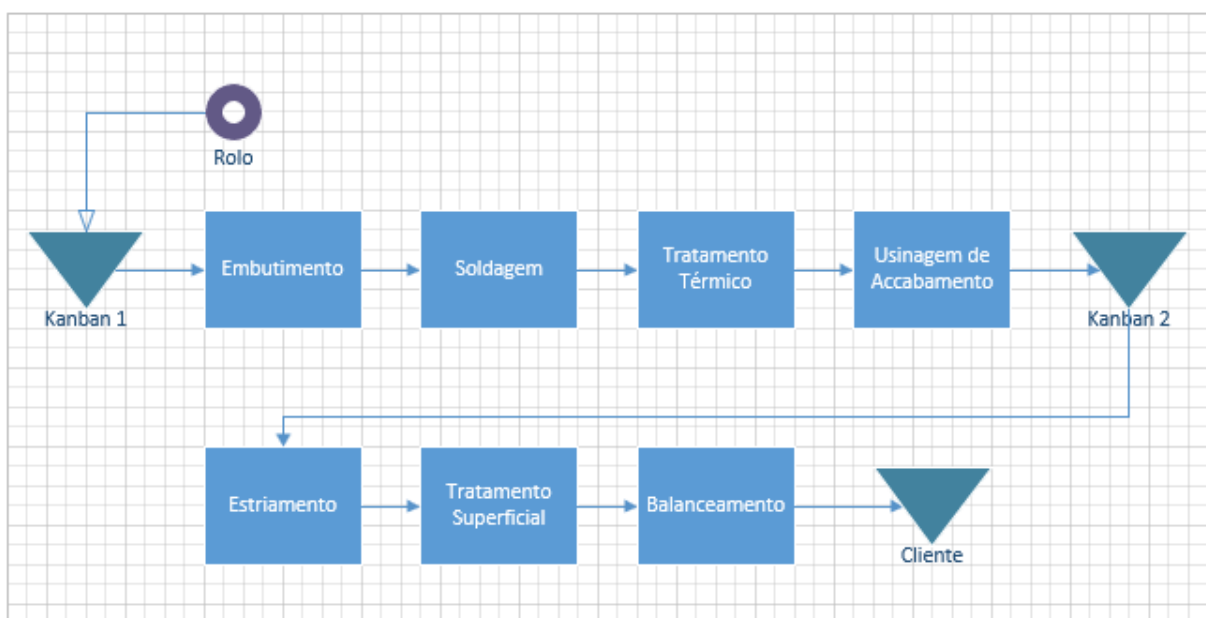 Rolo
Kanban 1
Embutimento
Soldagem
Tratamento
Térmico
Usinagem de
Accabamento
Kanban 2
Estriamento
Tratamento
Superficial
Balanceamento
Cliente